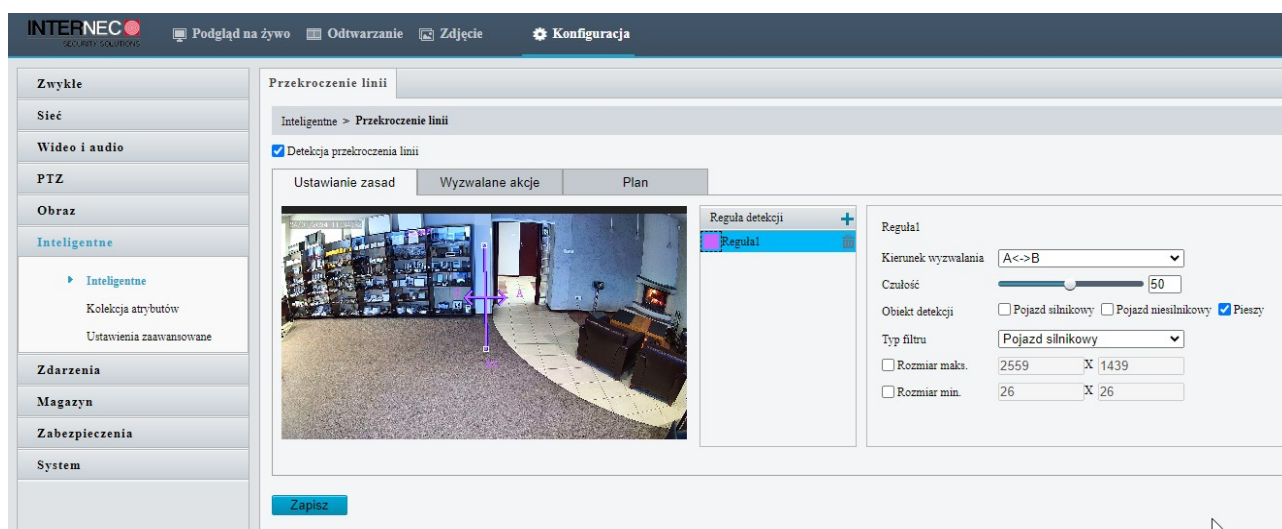 INTERNEC
SECURITY SOLUTIONS
Podgląd na żywo
Odtwarzanie
Zdjęcie
Konfiguracja
Zwykłe
Sieć
Wideo i audio
PTZ
Obraz
Inteligentne
Inteligentne
Kolekcja atrybutów
Ustawienia zaawansowane
Zdarzenia
Magazyn
Zabezpieczenia
System
Przekroczenie linii
Inteligentne > Przekroczenie linii
Detekcja przekroczenia linii
Ustawianie zasad
Wyzwalane akcje
Plan
A
Reguła detekcji
Reguła1
Reguła1
Kierunek wyzwalania
A<->B
Czułość
50
Obiekt detekcji
Pojazd silnikowy
Pojazd niesilnikowy
Pieszy
Typ filtru
Pojazd silnikowy
Rozmiar maks.
2559 X 1439
Rozmiar min.
26 X 26
Zapisz